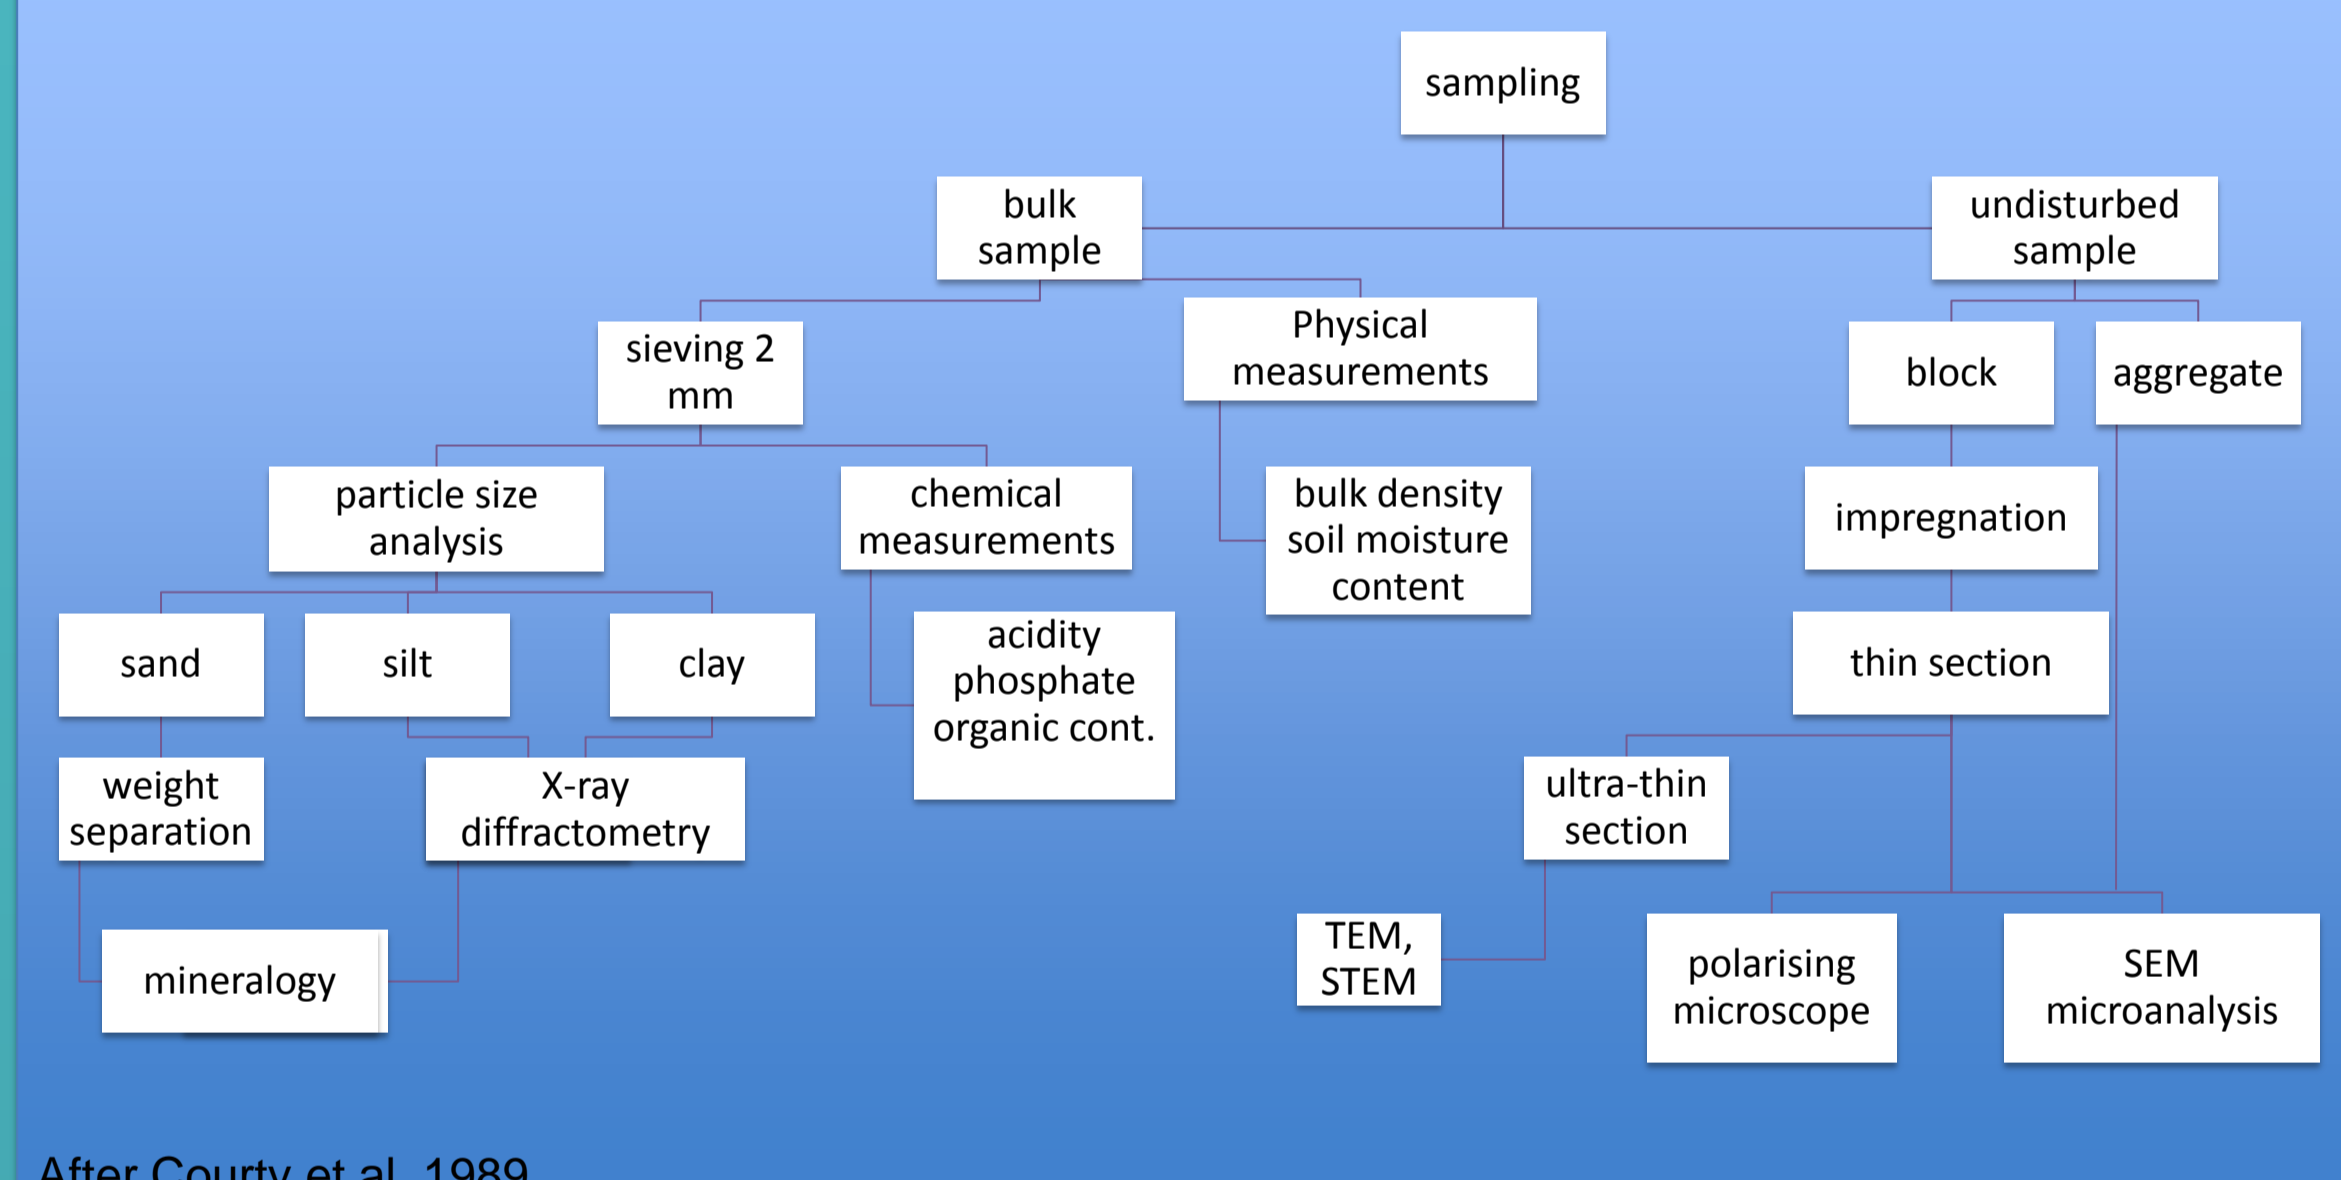 sampling
bulk
sample
undisturbed
sample
sieving 2
mm
Physical
measurements
block
aggregate
particle size
analysis
chemical
measurements
bulk density
soil moisture
content
impregnation
sand
silt
clay
acidity
phosphate
organic cont.
thin section
weight
separation
X-ray
diffractometry
ultra-thin
section
mineralogy
TEM,
STEM
polarising
microscope
SEM
microanalysis
After Courty et al. 1989